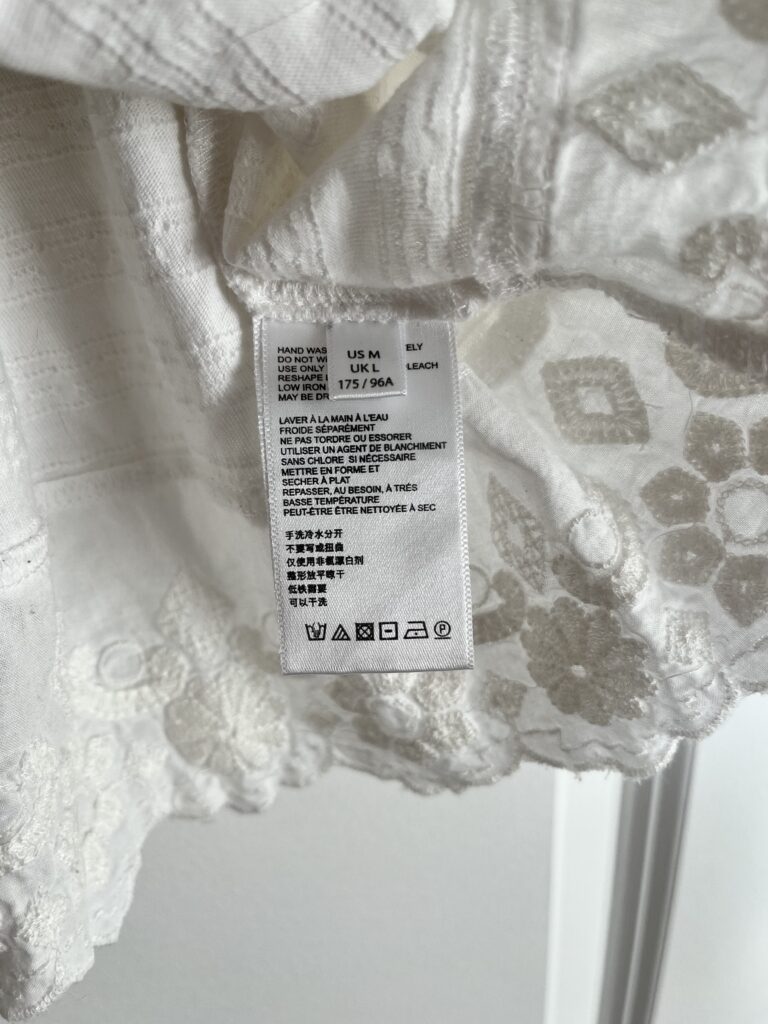 US M
UK L
175 / 96A
HAND WAS ELY
DO NOT W
USE ONLY LEACH
RESHAPE
LOW IRON
MAY BE DR
LAVER À LA MAIN À L'EAU
FROIDE SÉPARÉMENT
NE PAS TORDRE OU ESSORER
UTILISER UN AGENT DE BLANCHIMENT
SANS CHLORE SI NÉCESSAIRE
METTRE EN FORME ET
SECHER À PLAT
REPASSER, AU BESOIN, À TRÉS
BASSE TEMPÉRATURE
PEUT-ÊTRE ÊTRE NETTOYÉE À SEC
手洗冷水分开
不要写或扭曲
仅使用非氯漂白剂
整形放平晾干
低铁需要
可以干洗
P